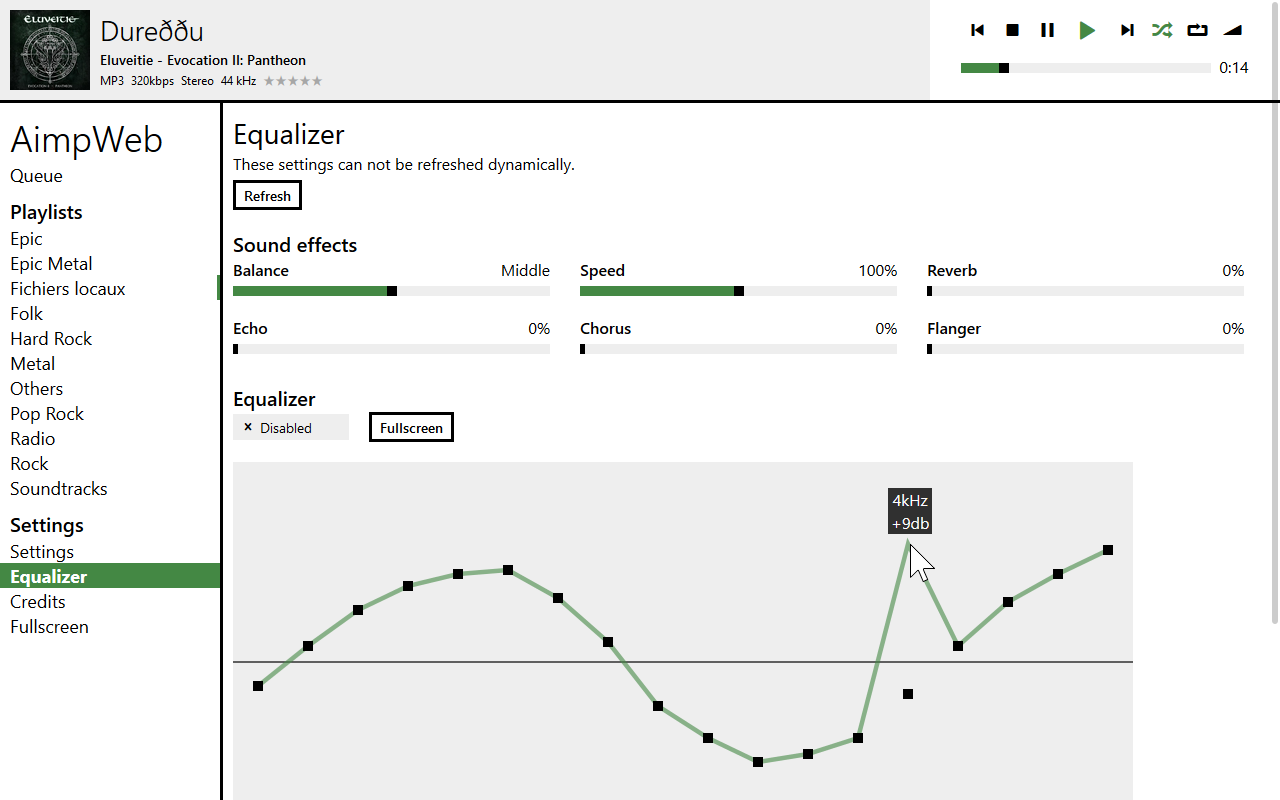 ELUVEITIE
Dureððu
Eluveitie - Evocation II: Pantheon
MP3 320kbps Stereo 44 kHz
0:14
AimpWeb
Queue
Playlists
Epic
Epic Metal
Fichiers locaux
Folk
Hard Rock
Metal
Others
Pop Rock
Radio
Rock
Soundtracks
Settings
Settings
Equalizer
Credits
Fullscreen
Equalizer
These settings can not be refreshed dynamically.
Refresh
Sound effects
Balance Middle
Speed 100%
Reverb 0%
Echo 0%
Chorus 0%
Flanger 0%
Equalizer
Disabled
Fullscreen
4kHz
+9db